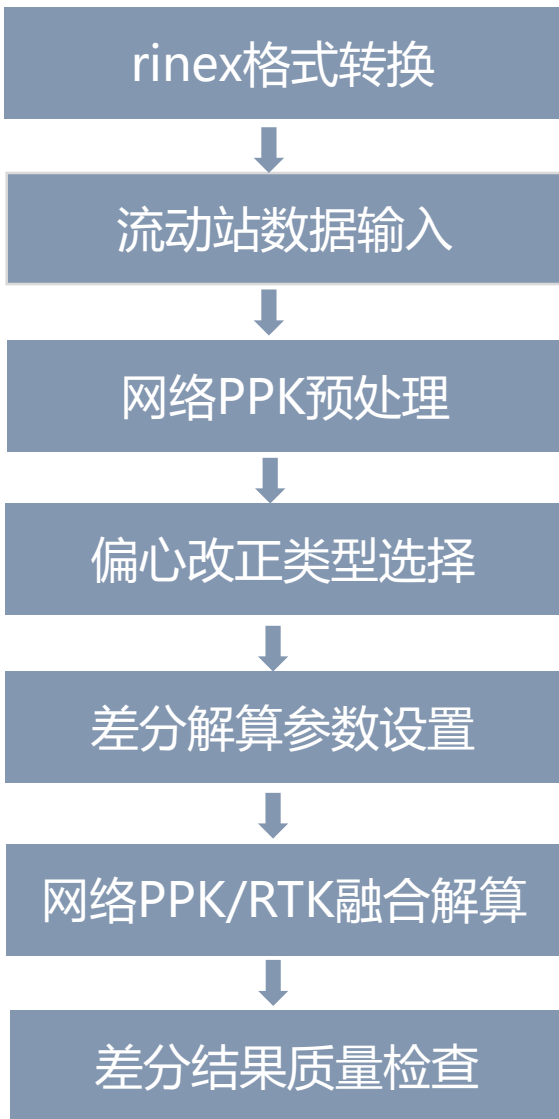 rinex格式转换
流动站数据输入
网络PPK预处理
偏心改正类型选择
差分解算参数设置
网络PPK/RTK融合解算
差分结果质量检查